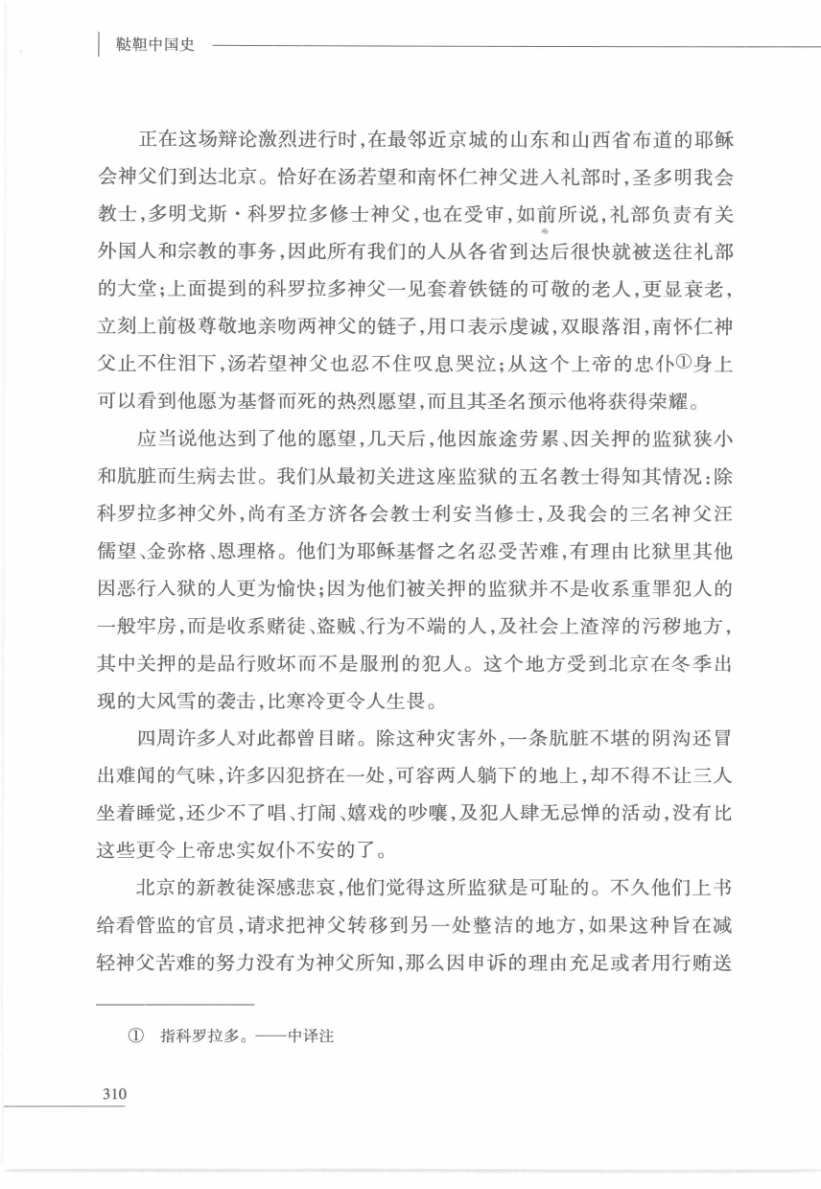 鞑靼中国史
正在这场辩论激烈进行时,在最邻近京城的山东和山西省布道的耶稣
会神父们到达北京。恰好在汤若望和南怀仁神父进入礼部时,圣多明我会
教士,多明戈斯·科罗拉多修士神父,也在受审,如前所说,礼部负责有关
外国人和宗教的事务,因此所有我们的人从各省到达后很快就被送往礼部
的大堂;上面提到的科罗拉多神父一见套着铁链的可敬的老人,更显衰老,
立刻上前极尊敬地亲吻两神父的链子,用口表示虔诚,双眼落泪,南怀仁神
父止不住泪下,汤若望神父也忍不住叹息哭泣;从这个上帝的忠仆①身上
可以看到他愿为基督而死的热烈愿望,而且其圣名预示他将获得荣耀。
应当说他达到了他的愿望,几天后,他因旅途劳累、因关押的监狱狭小
和肮脏而生病去世。我们从最初关进这座监狱的五名教士得知其情况:除
科罗拉多神父外,尚有圣方济各会教士利安当修士,及我会的三名神父汪
儒望、金弥格、恩理格。他们为耶稣基督之名忍受苦难,有理由比狱里其他
因恶行入狱的人更为愉快;因为他们被关押的监狱并不是收系重罪犯人的
一般牢房,而是收系赌徒、盗贼、行为不端的人,及社会上渣滓的污秽地方,
其中关押的是品行败坏而不是服刑的犯人。这个地方受到北京在冬季出
现的大风雪的袭击,比寒冷更令人生畏。
四周许多人对此都曾目睹。除这种灾害外,一条肮脏不堪的阴沟还冒
出难闻的气味,许多囚犯挤在一处,可容两人躺下的地上,却不得不让三人
坐着睡觉,还少不了唱、打闹、嬉戏的吵嚷,及犯人肆无忌惮的活动,没有比
这些更令上帝忠实奴仆不安的了。
北京的新教徒深感悲哀,他们觉得这所监狱是可耻的。不久他们上书
给看管监的官员,请求把神父转移到另一处整洁的地方,如果这种旨在减
轻神父苦难的努力没有为神父所知,那么因申诉的理由充足或者用行贿送
① 指科罗拉多。——中译注
310